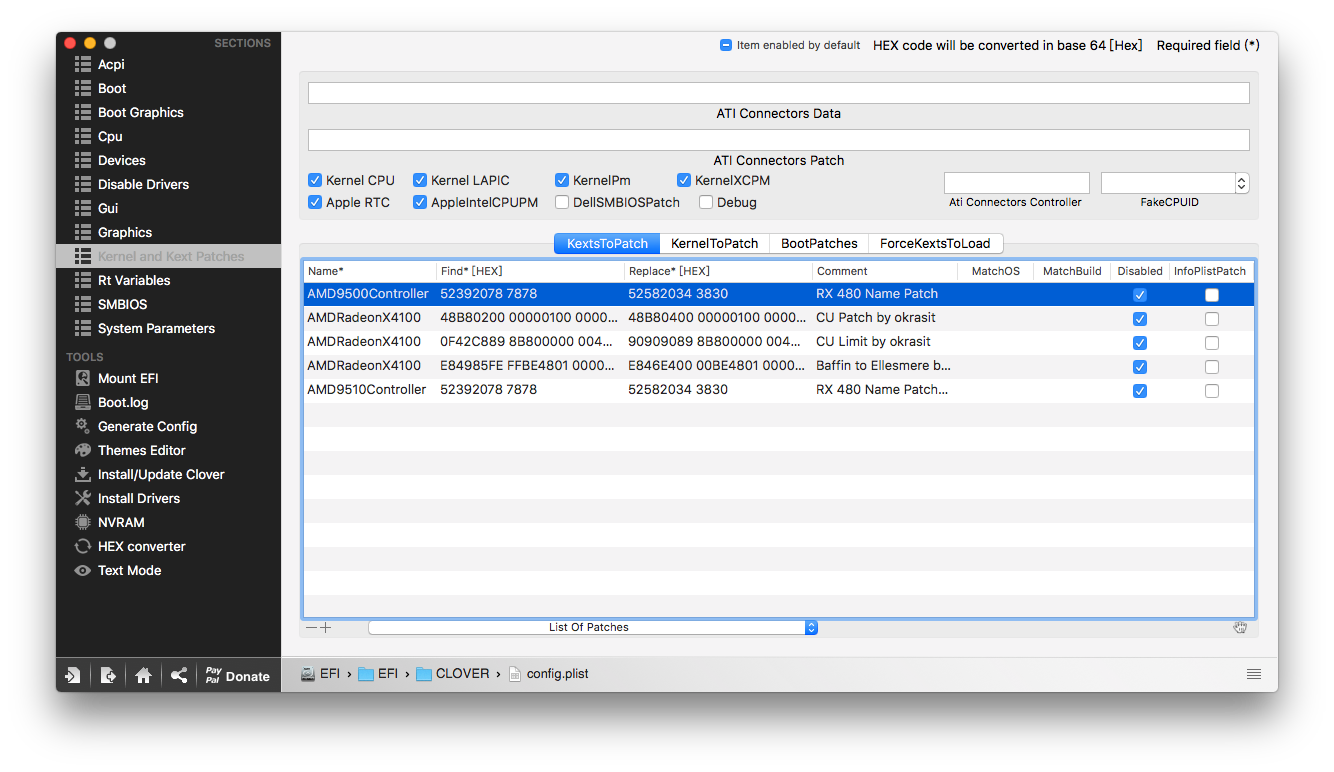 SECTIONS
Acpi
Boot
Boot Graphics
Cpu
Devices
Disable Drivers
Gui
Graphics
Kernel and Kext Patches
Rt Variables
SMBIOS
System Parameters
TOOLS
Mount EFI
Boot.log
Generate Config
Themes Editor
Install/Update Clover
Install Drivers
NVRAM
HEX converter
Text Mode
Pay Pal Donate
Item enabled by default HEX code will be converted in base 64 [Hex] Required field (*)
ATI Connectors Data
ATI Connectors Patch
Kernel CPU Kernel LAPIC KernelPm KernelXCPM
Apple RTC AppleIntelCPUPM DellSMBIOSPatch Debug
Ati Connectors Controller FakeCPUID
KextsToPatch KernelToPatch BootPatches ForceKextsToLoad
Name* Find* [HEX] Replace* [HEX] Comment MatchOS MatchBuild Disabled InfoPlistPatch
AMD9500Controller 52392078 7878 52582034 3830 RX 480 Name Patch
AMDRadeonX4100 48B80200 00000100 0000... 48B80400 00000100 0000... CU Patch by okrasit
AMDRadeonX4100 0F42C889 8B800000 004... 90909089 8B800000 004... CU Limit by okrasit
AMDRadeonX4100 E84985FE FFBE4801 0000... E846E400 00BE4801 0000... Baffin to Ellesmere b...
AMD9510Controller 52392078 7878 52582034 3830 RX 480 Name Patch...
List Of Patches
EFI › EFI › CLOVER › config.plist